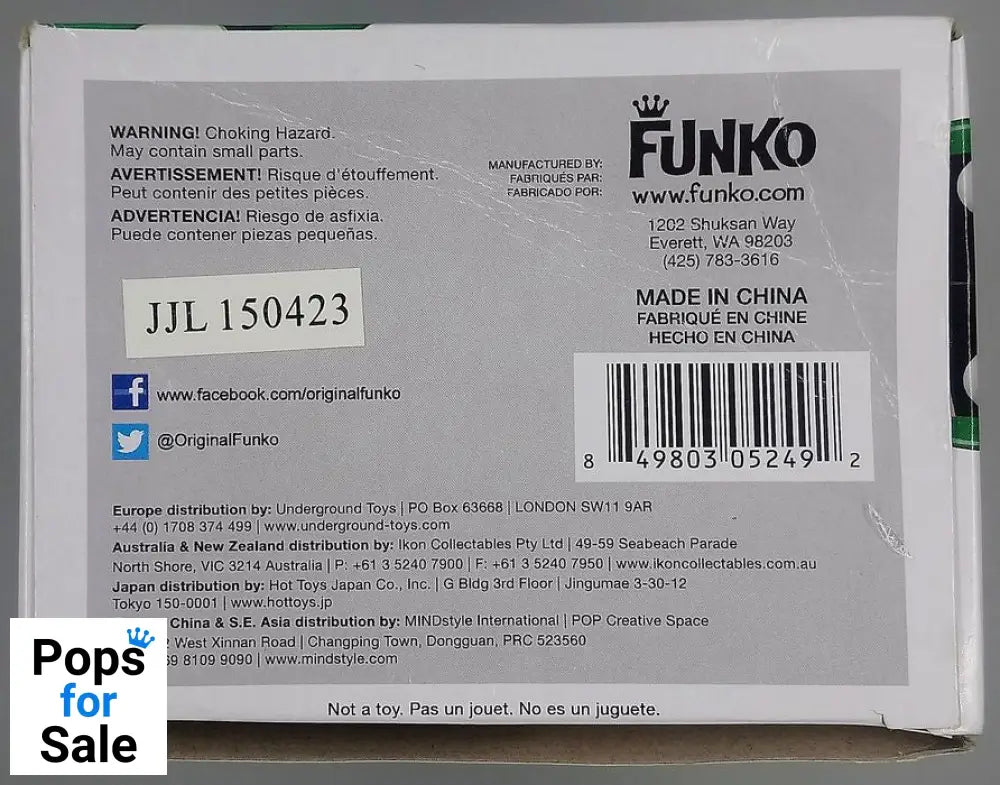 WARNING! Choking Hazard.
May contain small parts.
AVERTISSEMENT! Risque d'étouffement.
Peut contenir des petites pièces.
ADVERTENCIA! Riesgo de asfixia.
Puede contener piezas pequeñas.
MANUFACTURED BY:
FABRIQUÉS PAR:
FABRICADO POR:
FUNKO
www.funko.com
1202 Shuksan Way
Everett, WA 98203
(425) 783-3616
MADE IN CHINA
FABRIQUÉ EN CHINE
HECHO EN CHINA
JJL 150423
www.facebook.com/originalfunko
@OriginalFunko
8 49803 05249 2
Europe distribution by: Underground Toys | PO Box 63668 | LONDON SW11 9AR
+44 (0) 1708 374 499 | www.underground-toys.com
Australia & New Zealand distribution by: Ikon Collectables Pty Ltd | 49-59 Seabeach Parade
North Shore, VIC 3214 Australia | P: +61 3 5240 7900 | F: +61 3 5240 7950 | www.ikoncollectables.com.au
Japan distribution by: Hot Toys Japan Co., Inc. | G Bldg 3rd Floor | Jingumae 3-30-12
Tokyo 150-0001 | www.hottoys.jp
China & S.E. Asia distribution by: MINDstyle International | POP Creative Space
West Xinnan Road | Changping Town, Dongguan, PRC 523560
69 8109 9090 | www.mindstyle.com
Not a toy. Pas un jouet. No es un juguete.
Pops
for
Sale